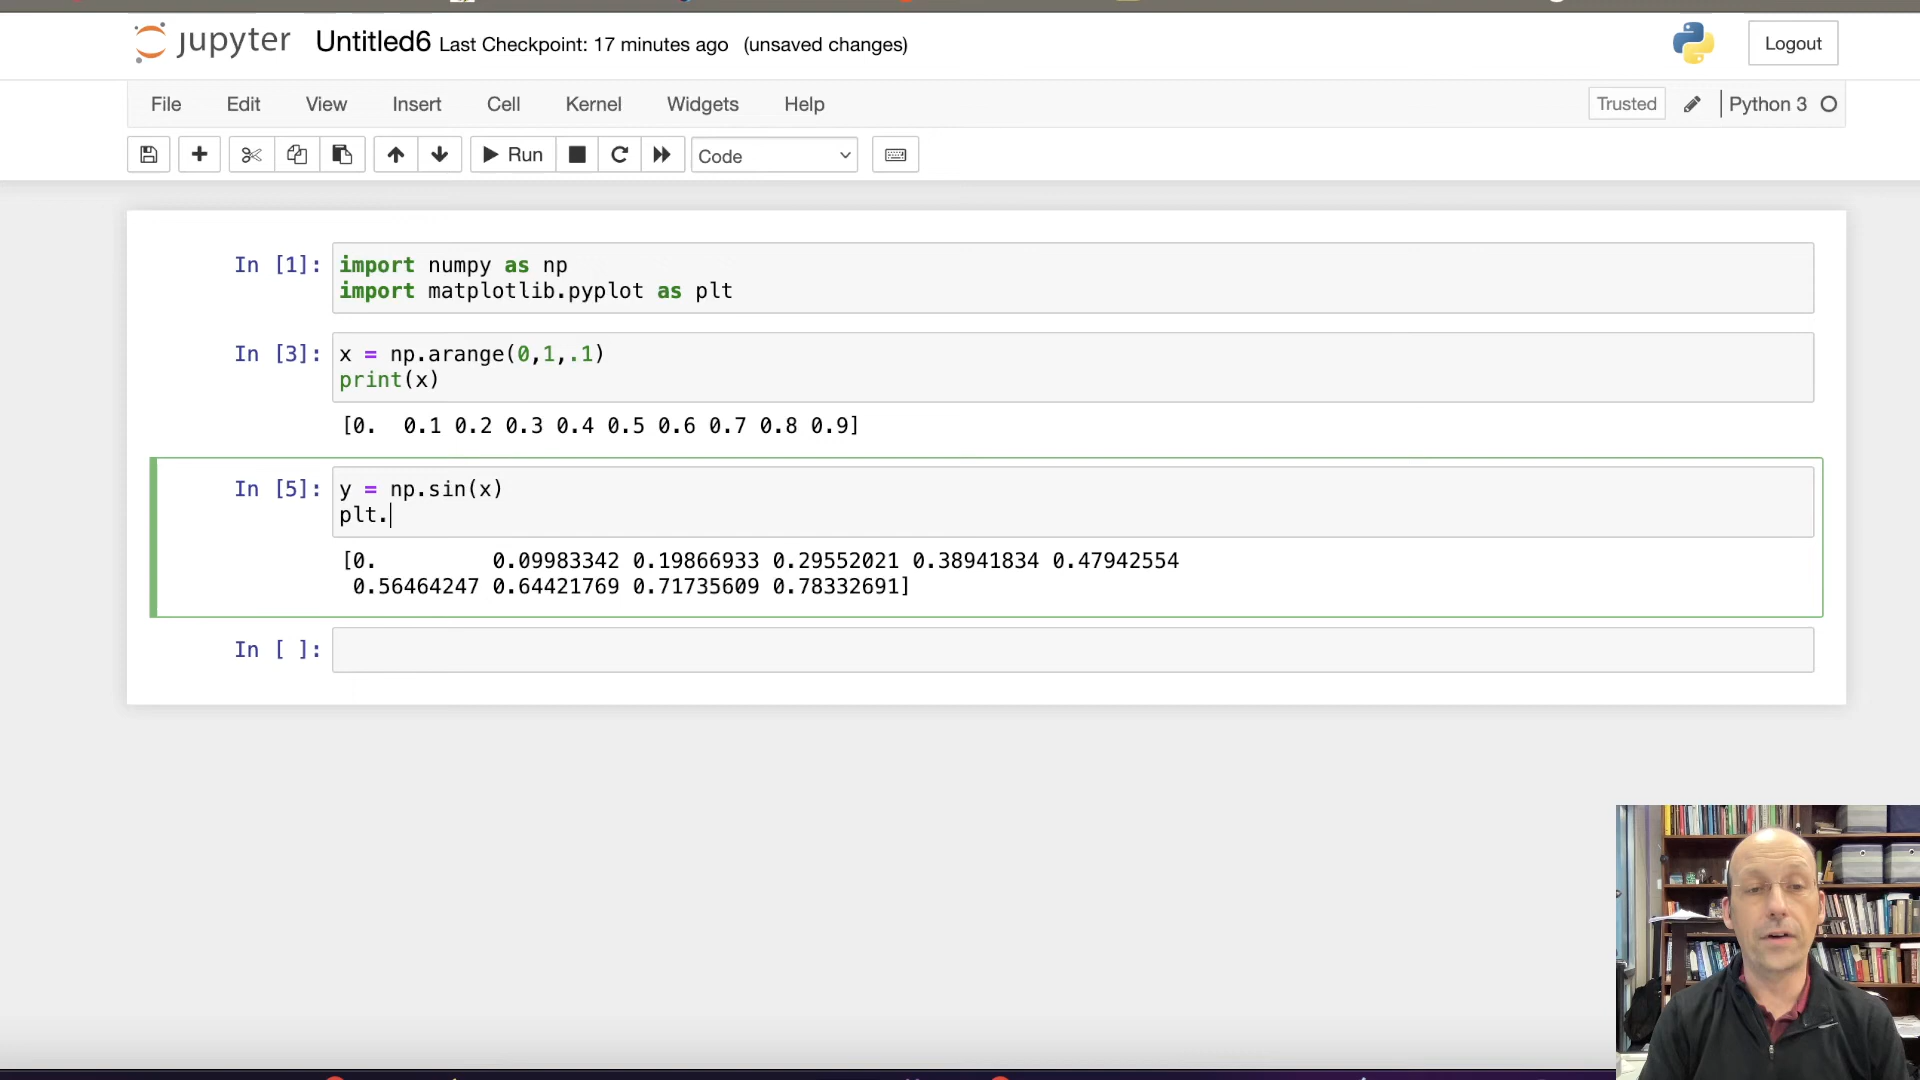 jupyter Untitled6 Last Checkpoint: 17 minutes ago (unsaved changes) Logout
File Edit View Insert Cell Kernel Widgets Help Trusted Python 3
Run Code
In [1]: import numpy as np
import matplotlib.pyplot as plt
In [3]: x = np.arange(0,1,.1)
print(x)
[0. 0.1 0.2 0.3 0.4 0.5 0.6 0.7 0.8 0.9]
In [5]: y = np.sin(x)
plt.
[0. 0.09983342 0.19866933 0.29552021 0.38941834 0.47942554
0.56464247 0.64421769 0.71735609 0.78332691]
In [ ]: